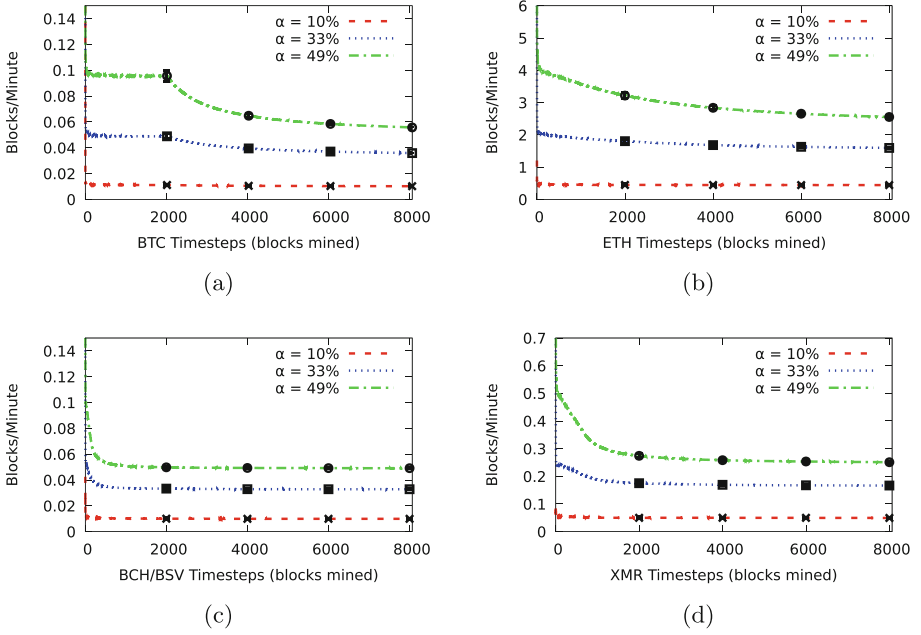 0.14
0.12
0.1
0.08
0.06
0.04
0.02
0
Blocks/Minute
α = 10%
α = 33%
α = 49%
0 2000 4000 6000 8000
BTC Timesteps (blocks mined)
(a)
6
5
4
3
2
1
0
Blocks/Minute
α = 10%
α = 33%
α = 49%
0 2000 4000 6000 8000
ETH Timesteps (blocks mined)
(b)
0.14
0.12
0.1
0.08
0.06
0.04
0.02
0
Blocks/Minute
α = 10%
α = 33%
α = 49%
0 2000 4000 6000 8000
BCH/BSV Timesteps (blocks mined)
(c)
0.7
0.6
0.5
0.4
0.3
0.2
0.1
0
Blocks/Minute
α = 10%
α = 33%
α = 49%
0 2000 4000 6000 8000
XMR Timesteps (blocks mined)
(d)